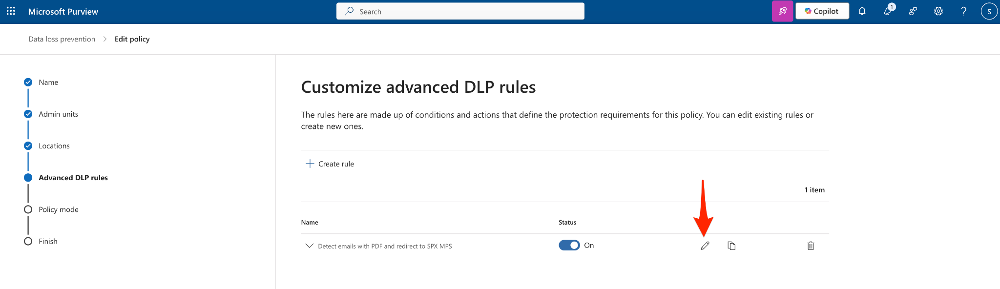 Microsoft Purview
Search
Copilot
1
?
S
Data loss prevention > Edit policy
Name
Admin units
Locations
Advanced DLP rules
Policy mode
Finish
Customize advanced DLP rules
The rules here are made up of conditions and actions that define the protection requirements for this policy. You can edit existing rules or
create new ones.
+ Create rule
1 item
Name Status
Detect emails with PDF and redirect to SPX MPS On